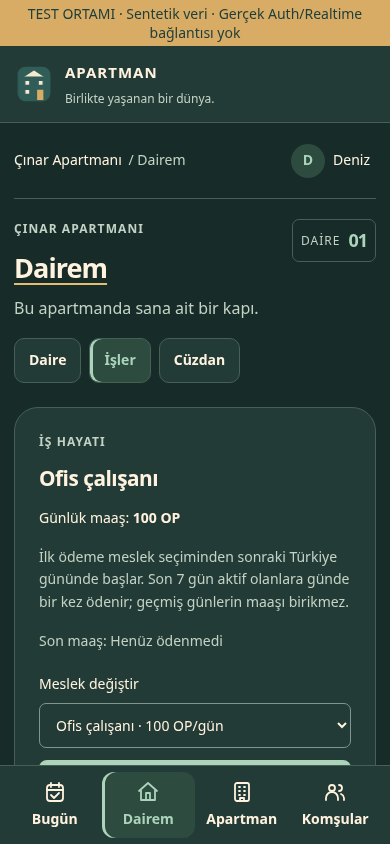 TEST ORTAMI · Sentetik veri · Gerçek Auth/Realtime
bağlantısı yok
APARTMAN
Birlikte yaşanan bir dünya.
Çınar Apartmanı / Dairem
D Deniz
ÇINAR APARTMANI
DAİRE 01
Dairem
Bu apartmanda sana ait bir kapı.
Daire İşler Cüzdan
İŞ HAYATI
Ofis çalışanı
Günlük maaş: 100 OP
İlk ödeme meslek seçiminden sonraki Türkiye
gününde başlar. Son 7 gün aktif olanlara günde
bir kez ödenir; geçmiş günlerin maaşı birikmez.
Son maaş: Henüz ödenmedi
Meslek değiştir
Ofis çalışanı · 100 OP/gün
Bugün Dairem Apartman Komşular